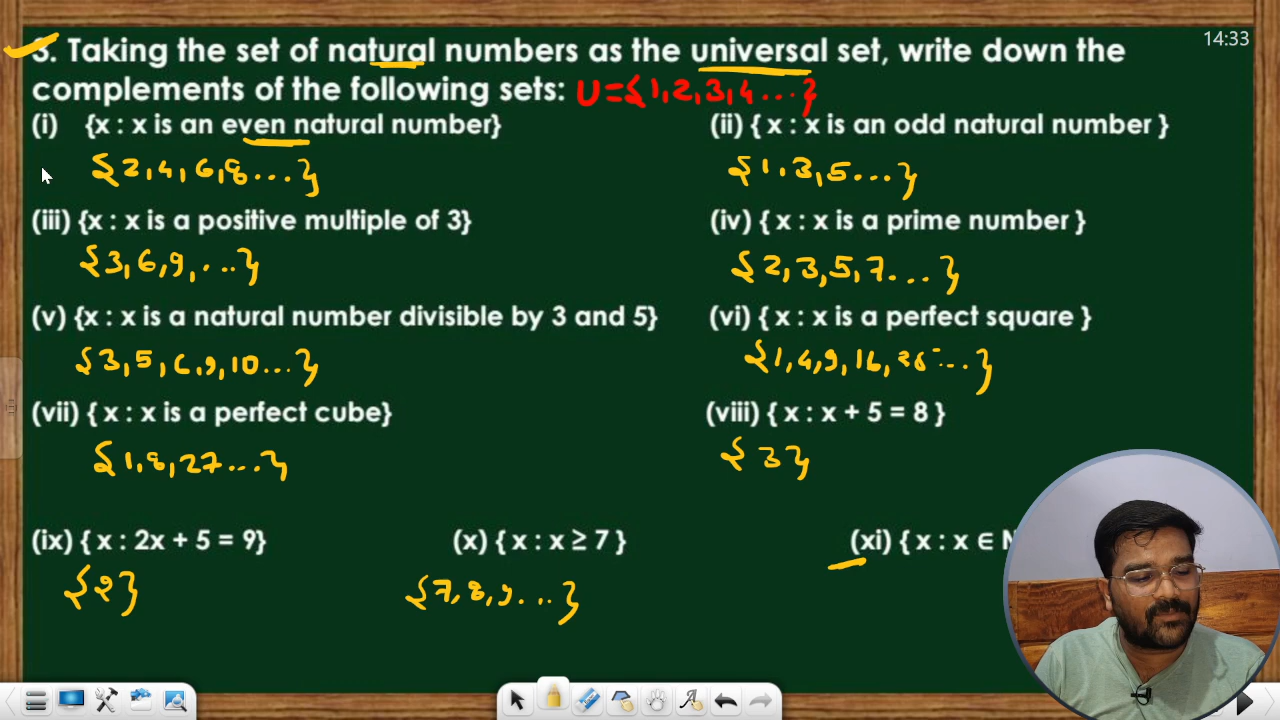 14:33
3. Taking the set of natural numbers as the universal set, write down the
complements of the following sets: U={1,2,3,4...}
(i) {x : x is an even natural number} (ii) { x : x is an odd natural number }
{2,4,6,8...} {1,3,5...}
(iii) {x : x is a positive multiple of 3} (iv) { x : x is a prime number }
{3,6,9,...} {2,3,5,7...}
(v) {x : x is a natural number divisible by 3 and 5} (vi) { x : x is a perfect square }
{3,5,6,9,10...} {1,4,9,16,...}
(vii) { x : x is a perfect cube} (viii) { x : x + 5 = 8 }
{1,8,27...} {3}
(ix) { x : 2x + 5 = 9} (x) { x : x ≥ 7 } (xi) { x : x ∈ N
{2} {7,8,9...}